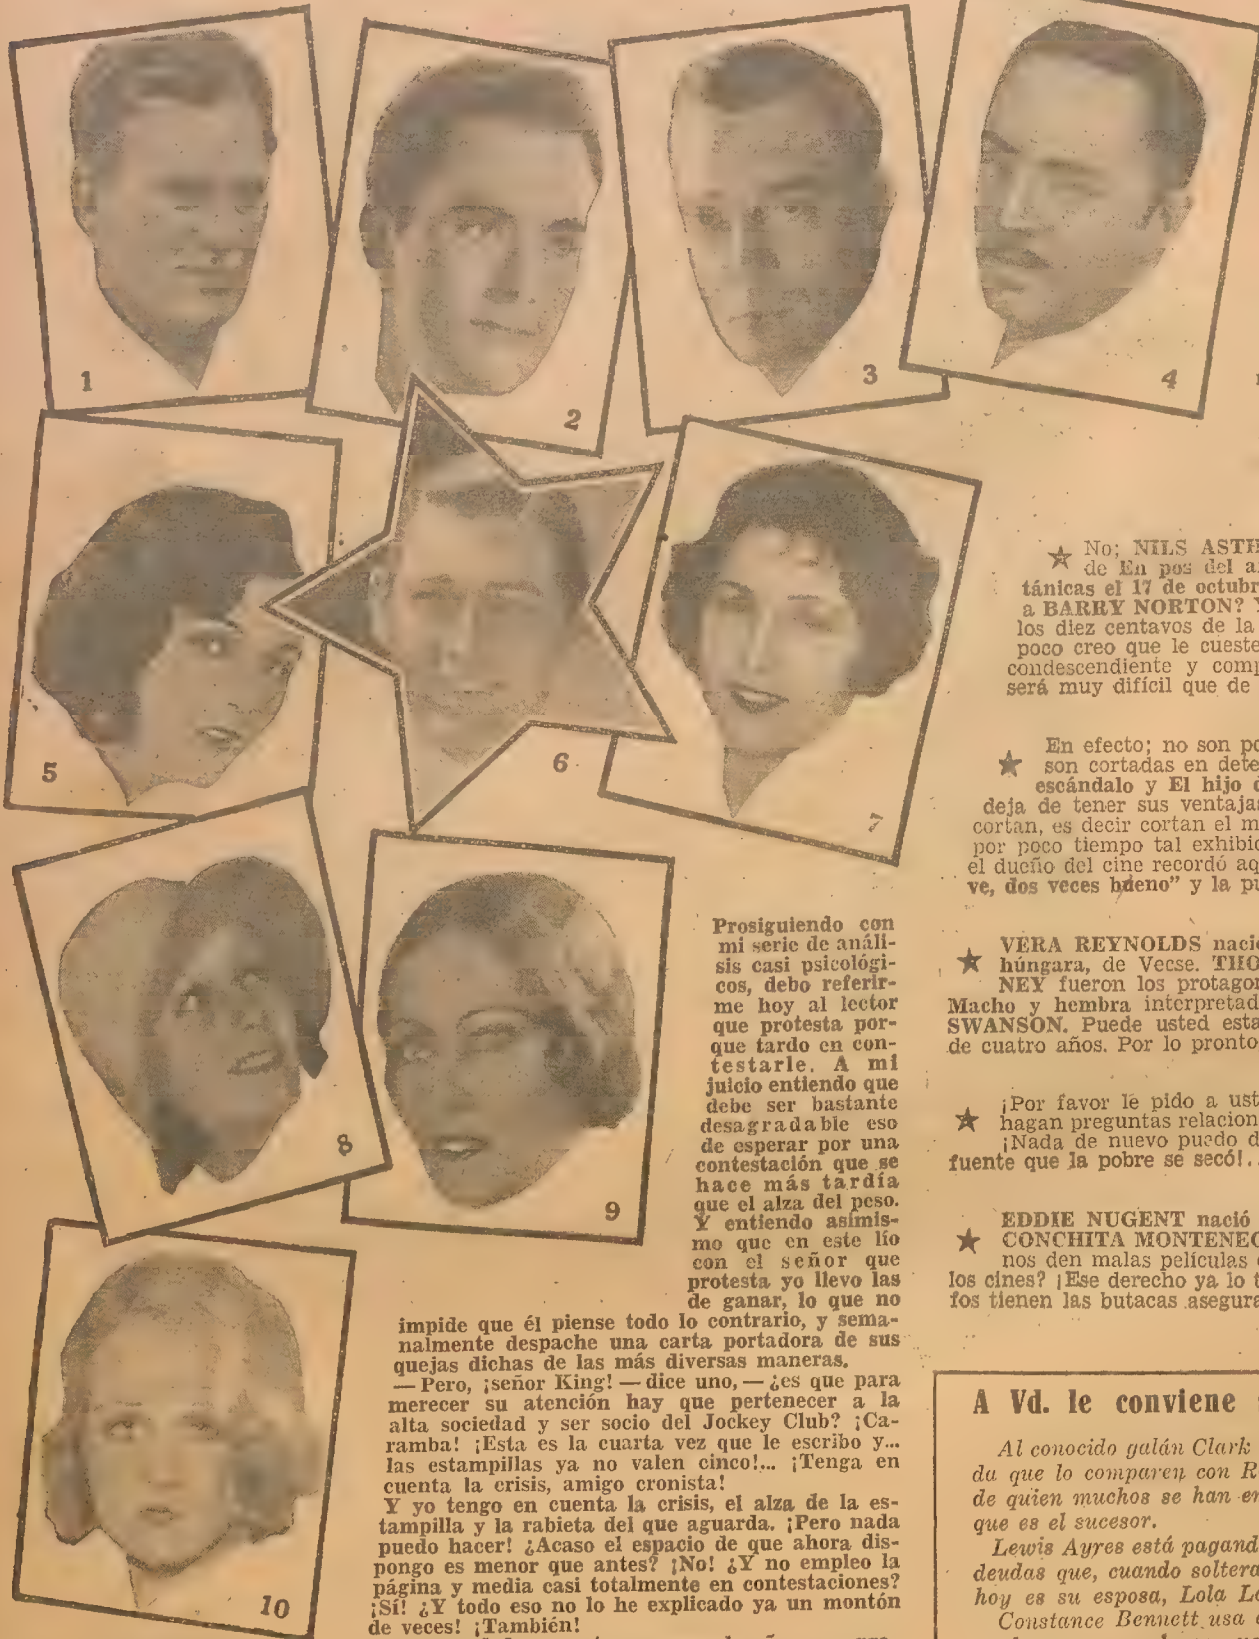 1
2
3
4
5
6
7
8
9
10
Prosiguiendo con
mi serie de análi-
sis casi psicológi-
cos, debo referir-
me hoy al lector
que protesta por-
que tardo en con-
testarle. A mi
juicio entiendo que
debe ser bastante
desagradable eso
de esperar por una
contestación que se
hace más tardía
que el alza del peso.
Y entiendo asimis-
mo que en este lío
con el señor que
protesta yo llevo las
de ganar, lo que no
impide que él piense todo lo contrario, y sema-
nalmente despache una carta portadora de sus
quejas dichas de las más diversas maneras.
— Pero, ¡señor King! — dice uno, — ¿es que para
merecer su atención hay que pertenecer a la
alta sociedad y ser socio del Jockey Club? ¡Ca-
ramba! ¡Esta es la cuarta vez que le escribo y...
las estampillas ya no valen cinco!... ¡Tenga en
cuenta la crisis, amigo cronista!
Y yo tengo en cuenta la crisis, el alza de la es-
tampilla y la rabieta del que aguarda. ¡Pero nada
puedo hacer! ¿Acaso el espacio de que ahora dis-
pongo es menor que antes? ¡No! ¿Y no empleo la
página y media casi totalmente en contestaciones?
¡Sí! ¿Y todo eso no lo he explicado ya un montón
de veces! ¡También!
★ No; NILS ASTH
de En pos del a
tánicas el 17 de octubr
a BARRY NORTON? Y
los diez centavos de la
poco creo que le cueste
condescendiente y comp
será muy difícil que de
★ En efecto; no son po
son cortadas en dete
escándalo y El hijo d
deja de tener sus ventajas
cortan, es decir cortan el m
por poco tiempo tal exhibic
el dueño del cine recordó aq
ve, dos veces bueno" y la pu
★ VERA REYNOLDS naci
húngara, de Vecse. THO
NEY fueron los protagon
Macho y hembra interpretad
SWANSON. Puede usted esta
de cuatro años. Por lo pronto
★ ¡Por favor le pido a ust
hagan preguntas relacion
¡Nada de nuevo puedo d
fuente que la pobre se secó!..
★ EDDIE NUGENT nació
CONCHITA MONTENEG
nos den malas películas
los cines? ¡Ese derecho ya lo t
fos tienen las butacas asegura
A Vd. le conviene
Al conocido galán Clark
da que lo comparen con R
de quien muchos se han en
que es el sucesor.
Lewis Ayres está pagand
deudas que, cuando soltera
hoy es su esposa, Lola La
Constance Bennett usa